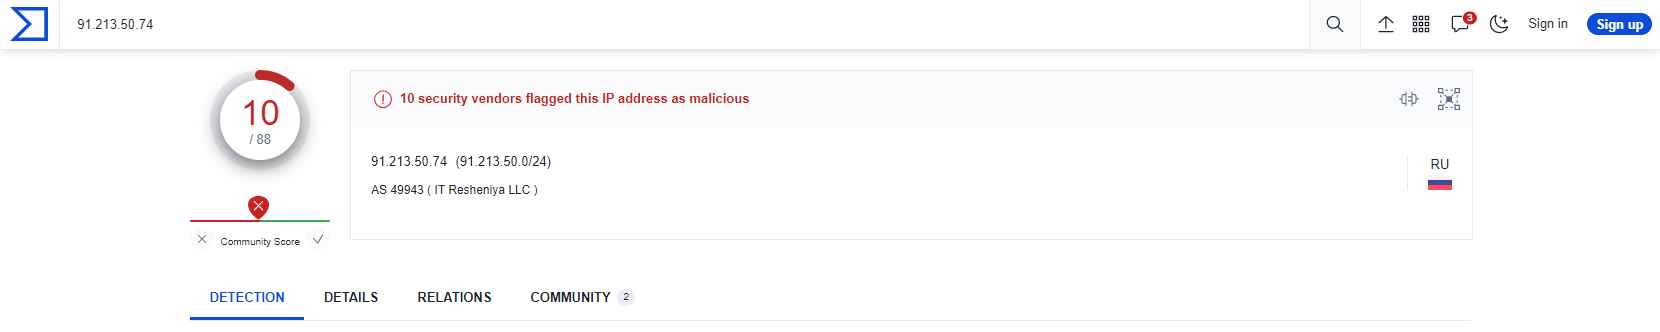 91.213.50.74
3
Sign in
Sign up
10
/ 88
Community Score
10 security vendors flagged this IP address as malicious
91.213.50.74 (91.213.50.0/24)
AS 49943 ( IT Resheniya LLC )
RU
DETECTION DETAILS RELATIONS COMMUNITY 2